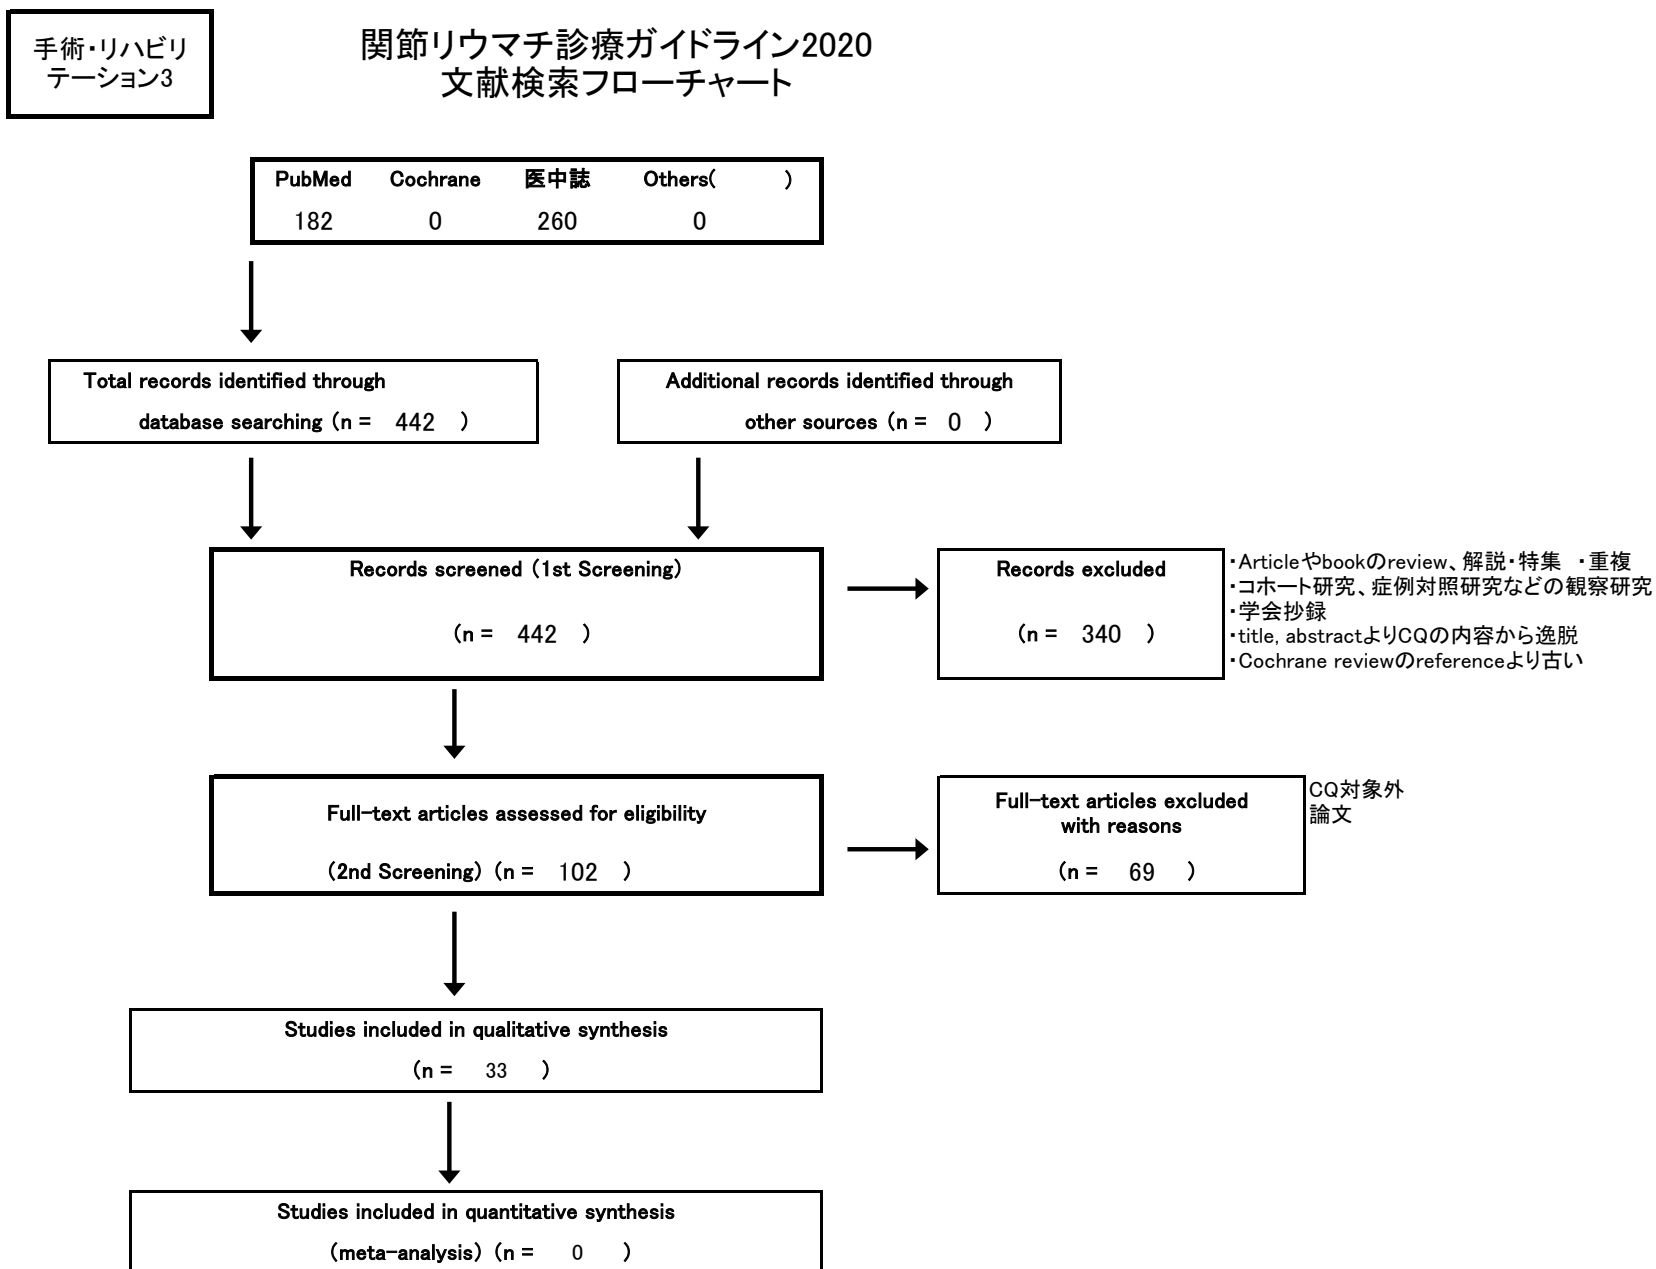 手術・リハビリ
テーション3
関節リウマチ診療ガイドライン2020
文献検索フローチャート
PubMed Cochrane 医中誌 Others( )
182 0 260 0
Total records identified through
database searching (n = 442 )
Additional records identified through
other sources (n = 0 )
Records screened (1st Screening)
(n = 442 )
Records excluded
(n = 340 )
・Articleやbookのreview、解説・特集 ・重複
・コホート研究、症例対照研究などの観察研究
・学会抄録
・title, abstractよりCQの内容から逸脱
・Cochrane reviewのreferenceより古い
Full-text articles assessed for eligibility
(2nd Screening) (n = 102 )
Full-text articles excluded
with reasons
(n = 69 )
CQ対象外
論文
Studies included in qualitative synthesis
(n = 33 )
Studies included in quantitative synthesis
(meta-analysis) (n = 0 )